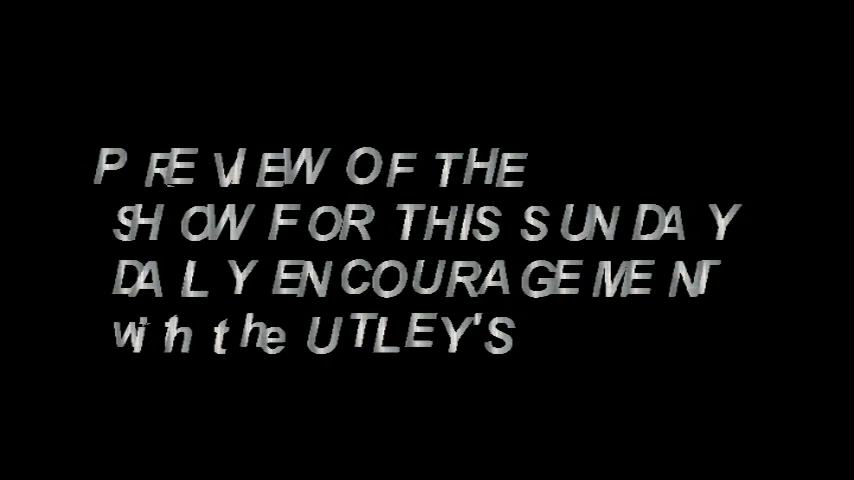 PREVIEW OF THE
SHOW FOR THIS SUNDAY
DAILY ENCOURAGEMENT
with the UTLEY'S